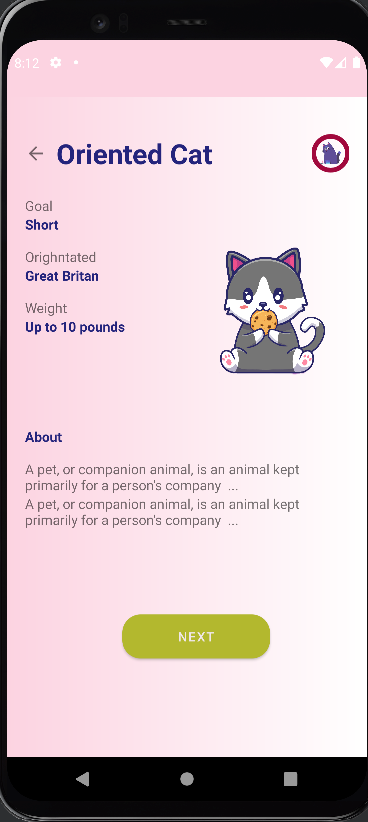 8:12
Oriented Cat
Goal
Short
Orighntated
Great Britan
Weight
Up to 10 pounds
About
A pet, or companion animal, is an animal kept
primarily for a person's company ...
A pet, or companion animal, is an animal kept
primarily for a person's company ...
NEXT